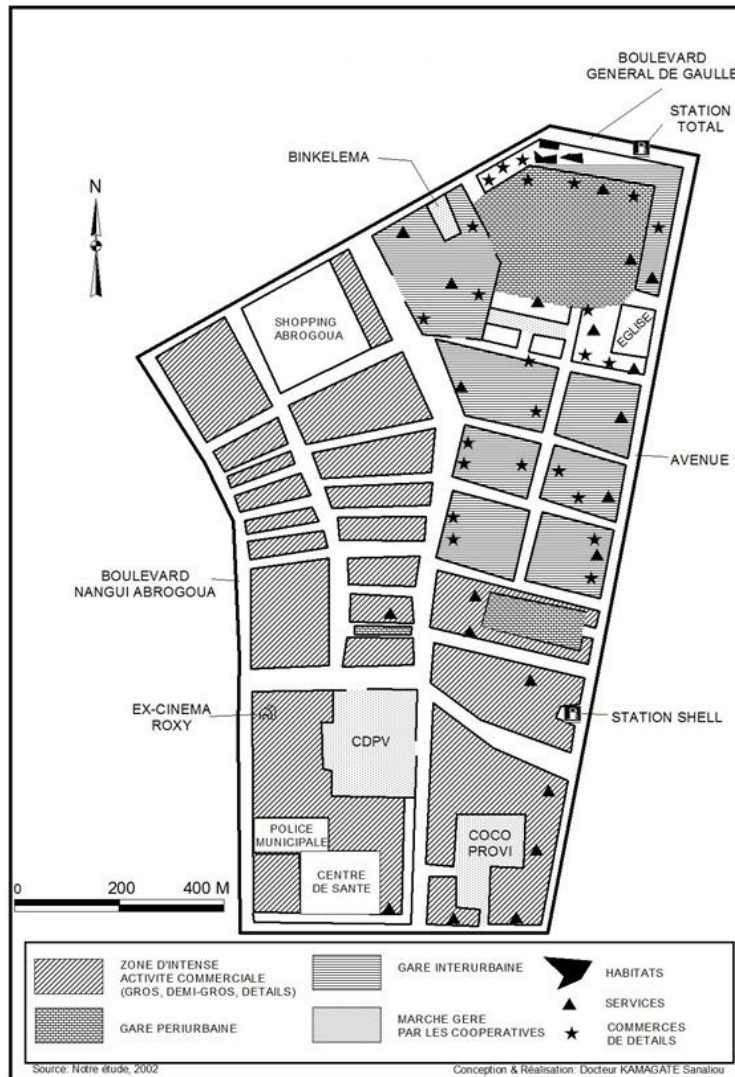 BOULEVARD
GENERAL DE GAULLE
STATION
TOTAL
BINKELEMA
N
SHOPPING
ABROGOUA
EGLISE
AVENUE
BOULEVARD
NANGUI ABROGOUA
EX-CINEMA
ROXY
CDPV
STATION SHELL
POLICE
MUNICIPALE
COCO
PROVI
CENTRE
DE SANTE
0 200 400 M
ZONE D'INTENSE
ACTIVITE COMMERCIALE
(GROS, DEMI-GROS, DETAILS)
GARE PERIURBAINE
GARE INTERURBAINE
MARCHE GERE
PAR LES COOPERATIVES
HABITATS
SERVICES
COMMERCES
DE DETAILS
Source: Notre étude, 2002
Conception & Réalisation: Docteur KAMAGATE Sanaliou